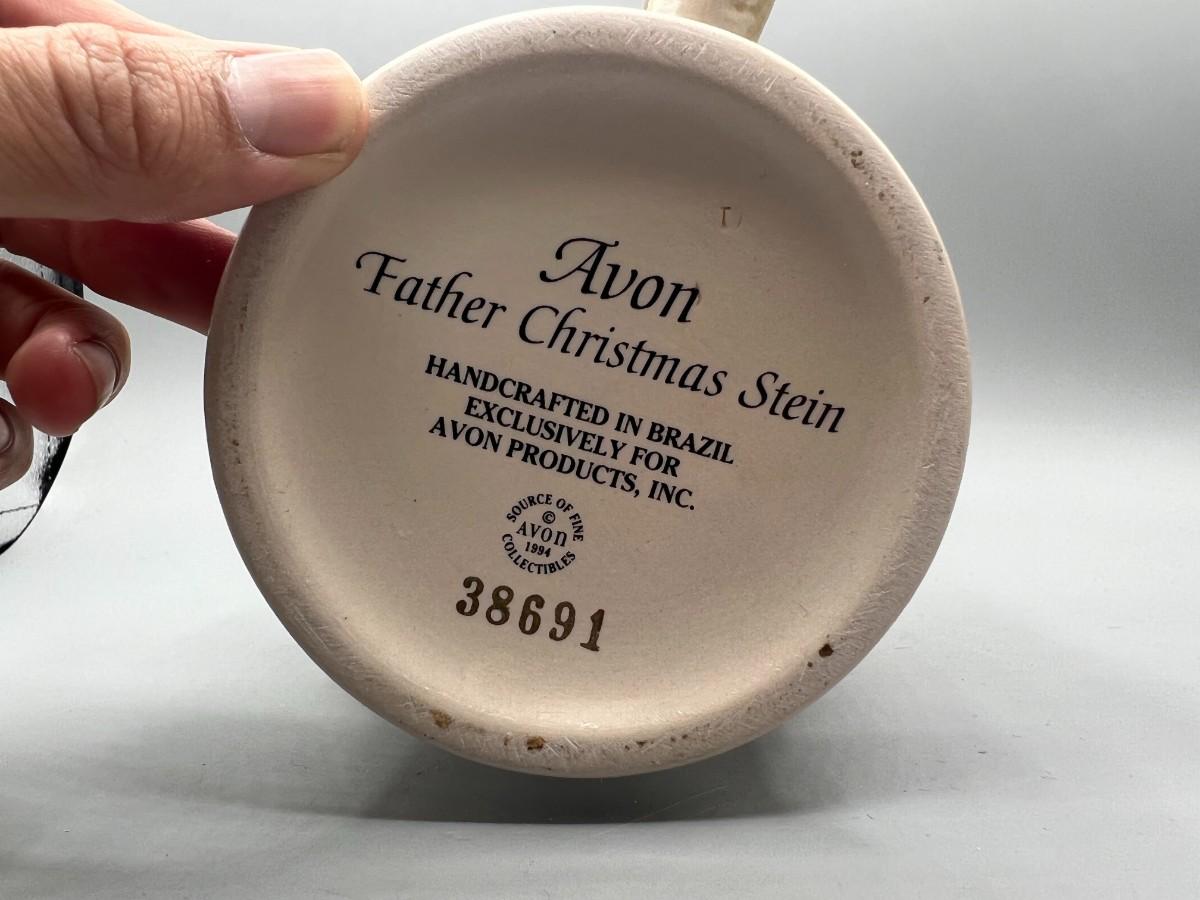 Avon
Father Christmas Stein
HANDCRAFTED IN BRAZIL
EXCLUSIVELY FOR
AVON PRODUCTS, INC.
SOURCE OF FINE
©
AVON
1994
COLLECTIBLES
38691